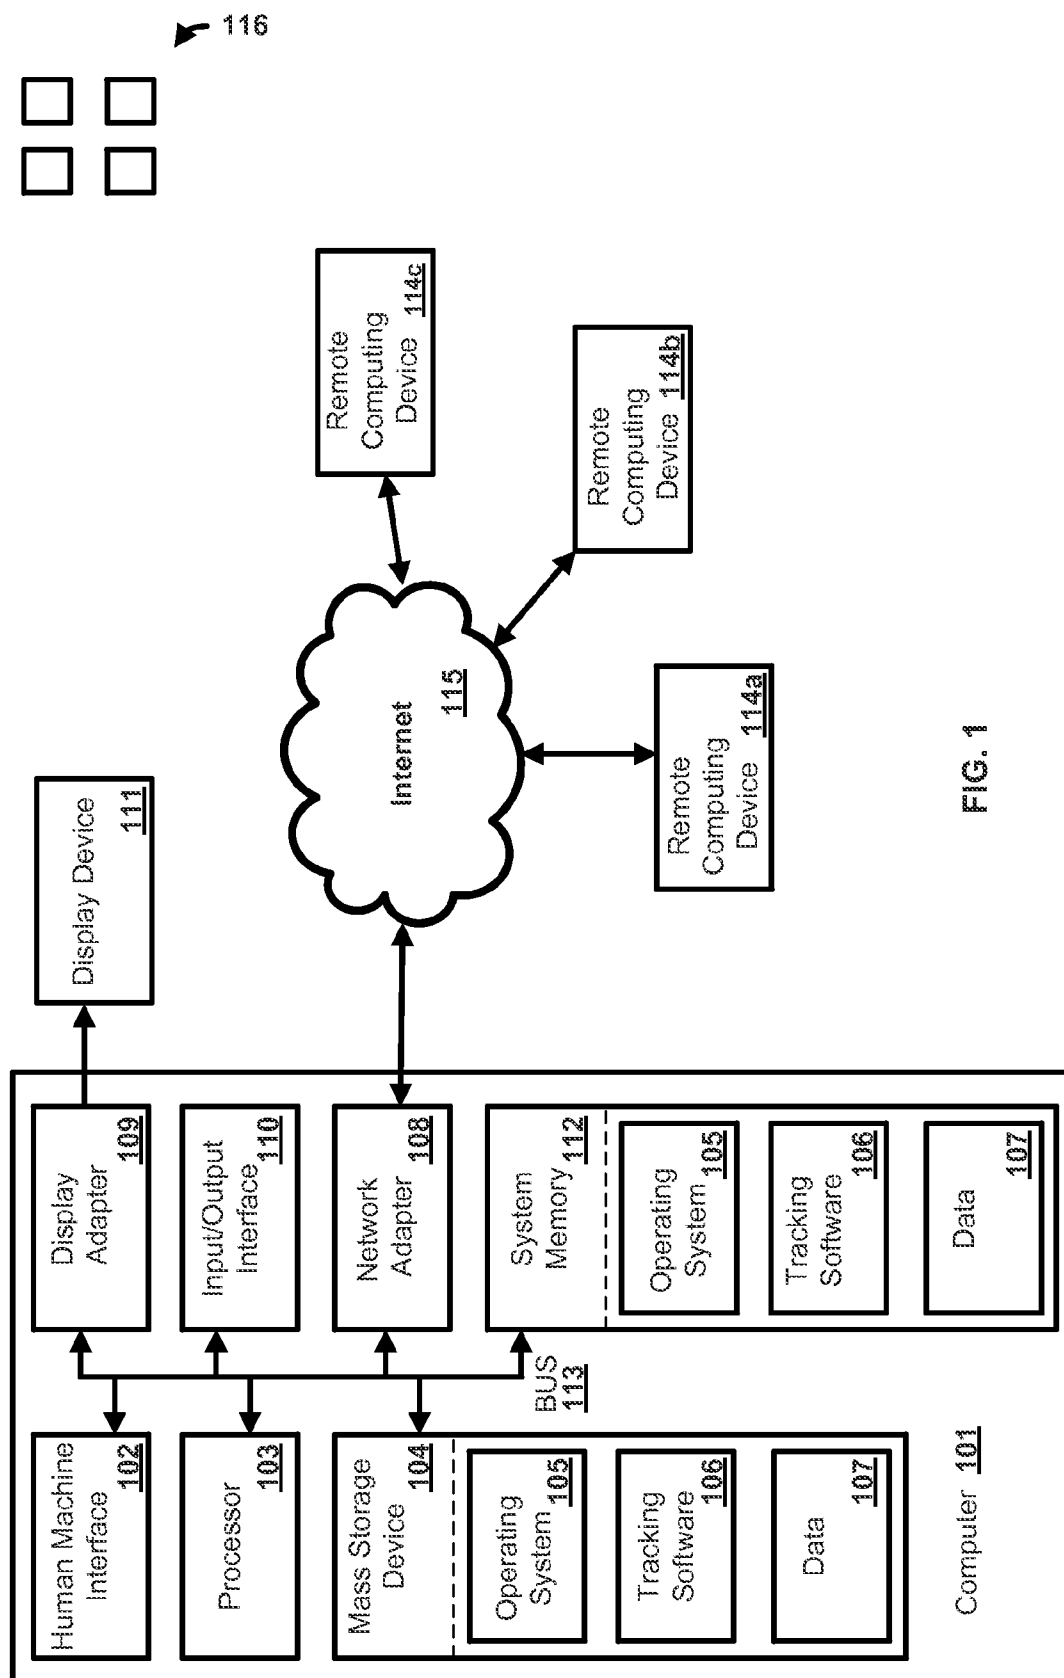 Human Machine
Interface
102
Processor
103
Mass Storage
Device
104
Operating
System
105
Tracking
Software
106
Data
107
Display
Adapter
109
Input/Output
Interface
110
Network
Adapter
108
System
Memory
112
Operating
System
105
Tracking
Software
106
Data
107
BUS
113
Computer 101
Display Device
111
Internet
115
Remote
Computing
Device 114a
Remote
Computing
Device 114b
Remote
Computing
Device 114c
116
FIG. 1